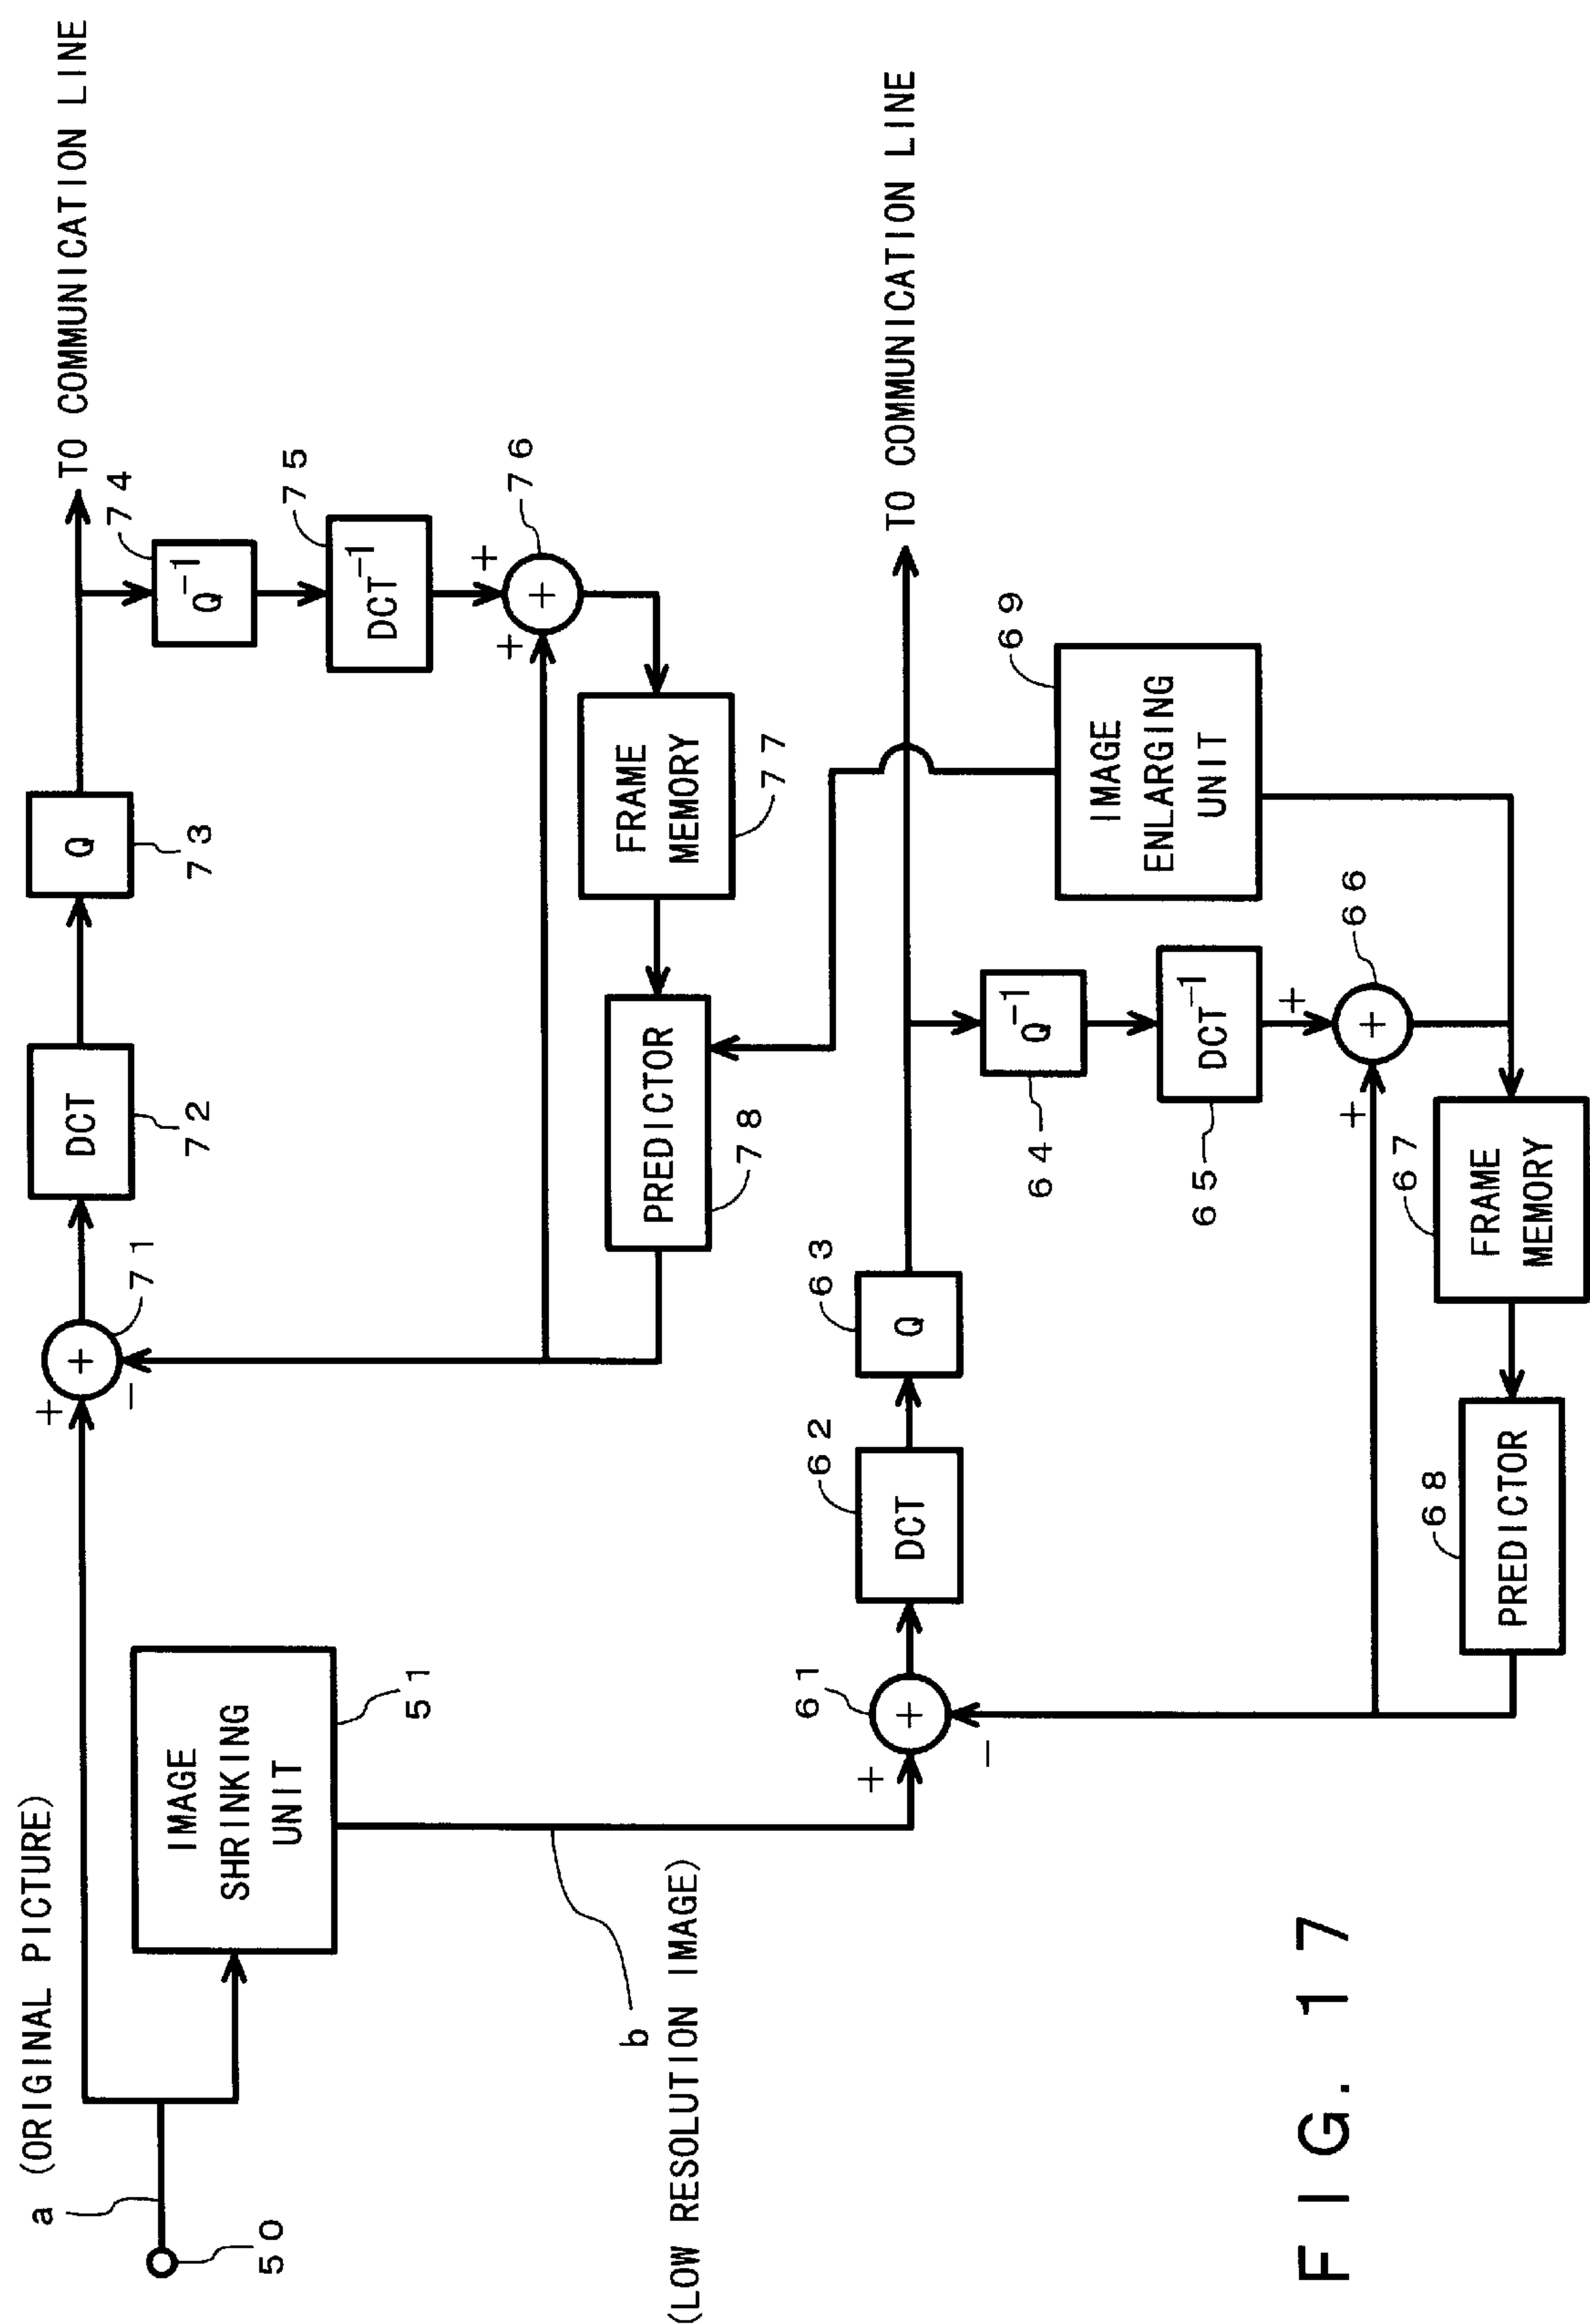 a (ORIGINAL PICTURE)
50
IMAGE
SHRINKING
UNIT
51
b
(LOW RESOLUTION IMAGE)
+
−
+
71
DCT
72
Q
73
TO COMMUNICATION LINE
Q⁻¹
74
DCT⁻¹
75
+
+
+
76
FRAME
MEMORY
77
PREDICTOR
78
+
−
+
61
DCT
62
Q
63
TO COMMUNICATION LINE
Q⁻¹
64
DCT⁻¹
65
+
+
+
66
FRAME
MEMORY
67
PREDICTOR
68
IMAGE
ENLARGING
UNIT
69
FIG. 17